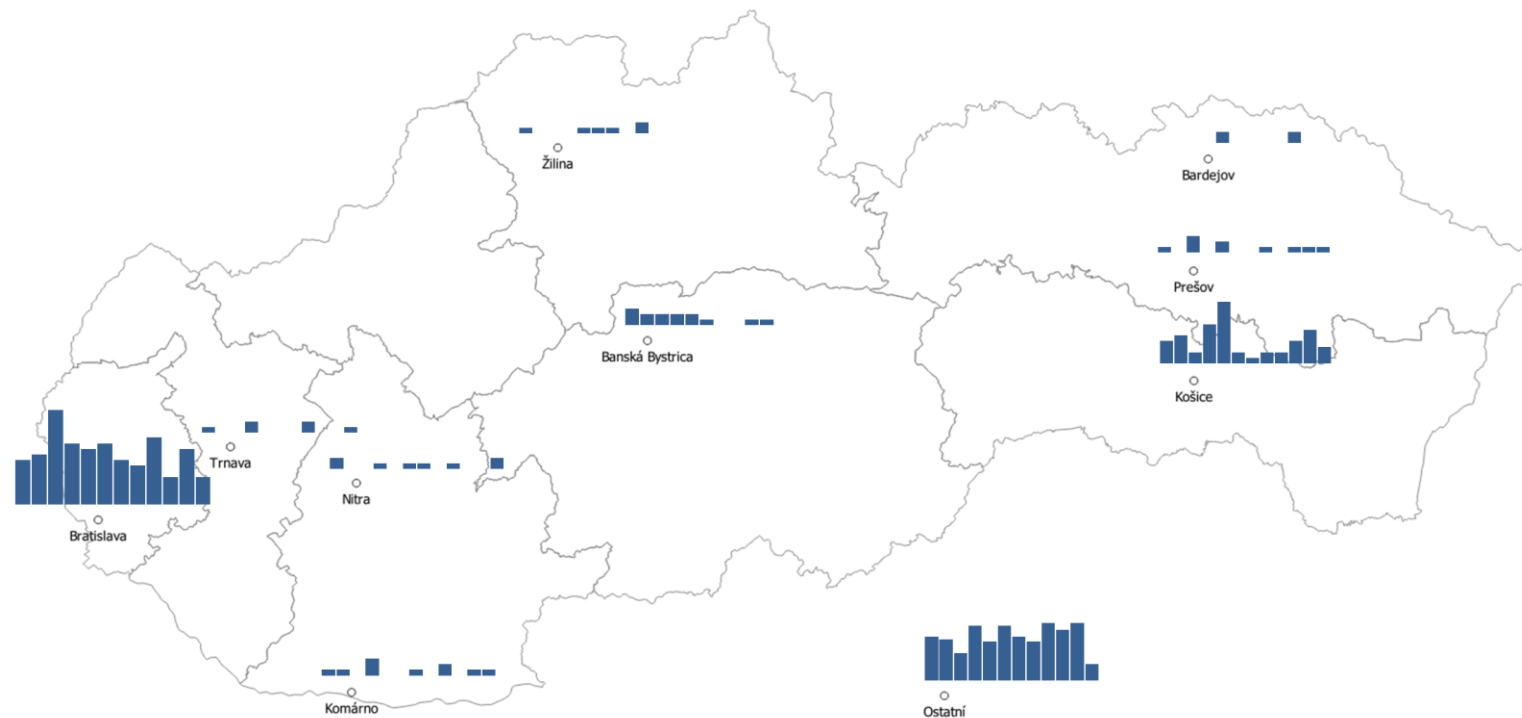 Žilina
Bardejov
Prešov
Banská Bystrica
Košice
Trnava
Nitra
Bratislava
Komárno
Ostatní